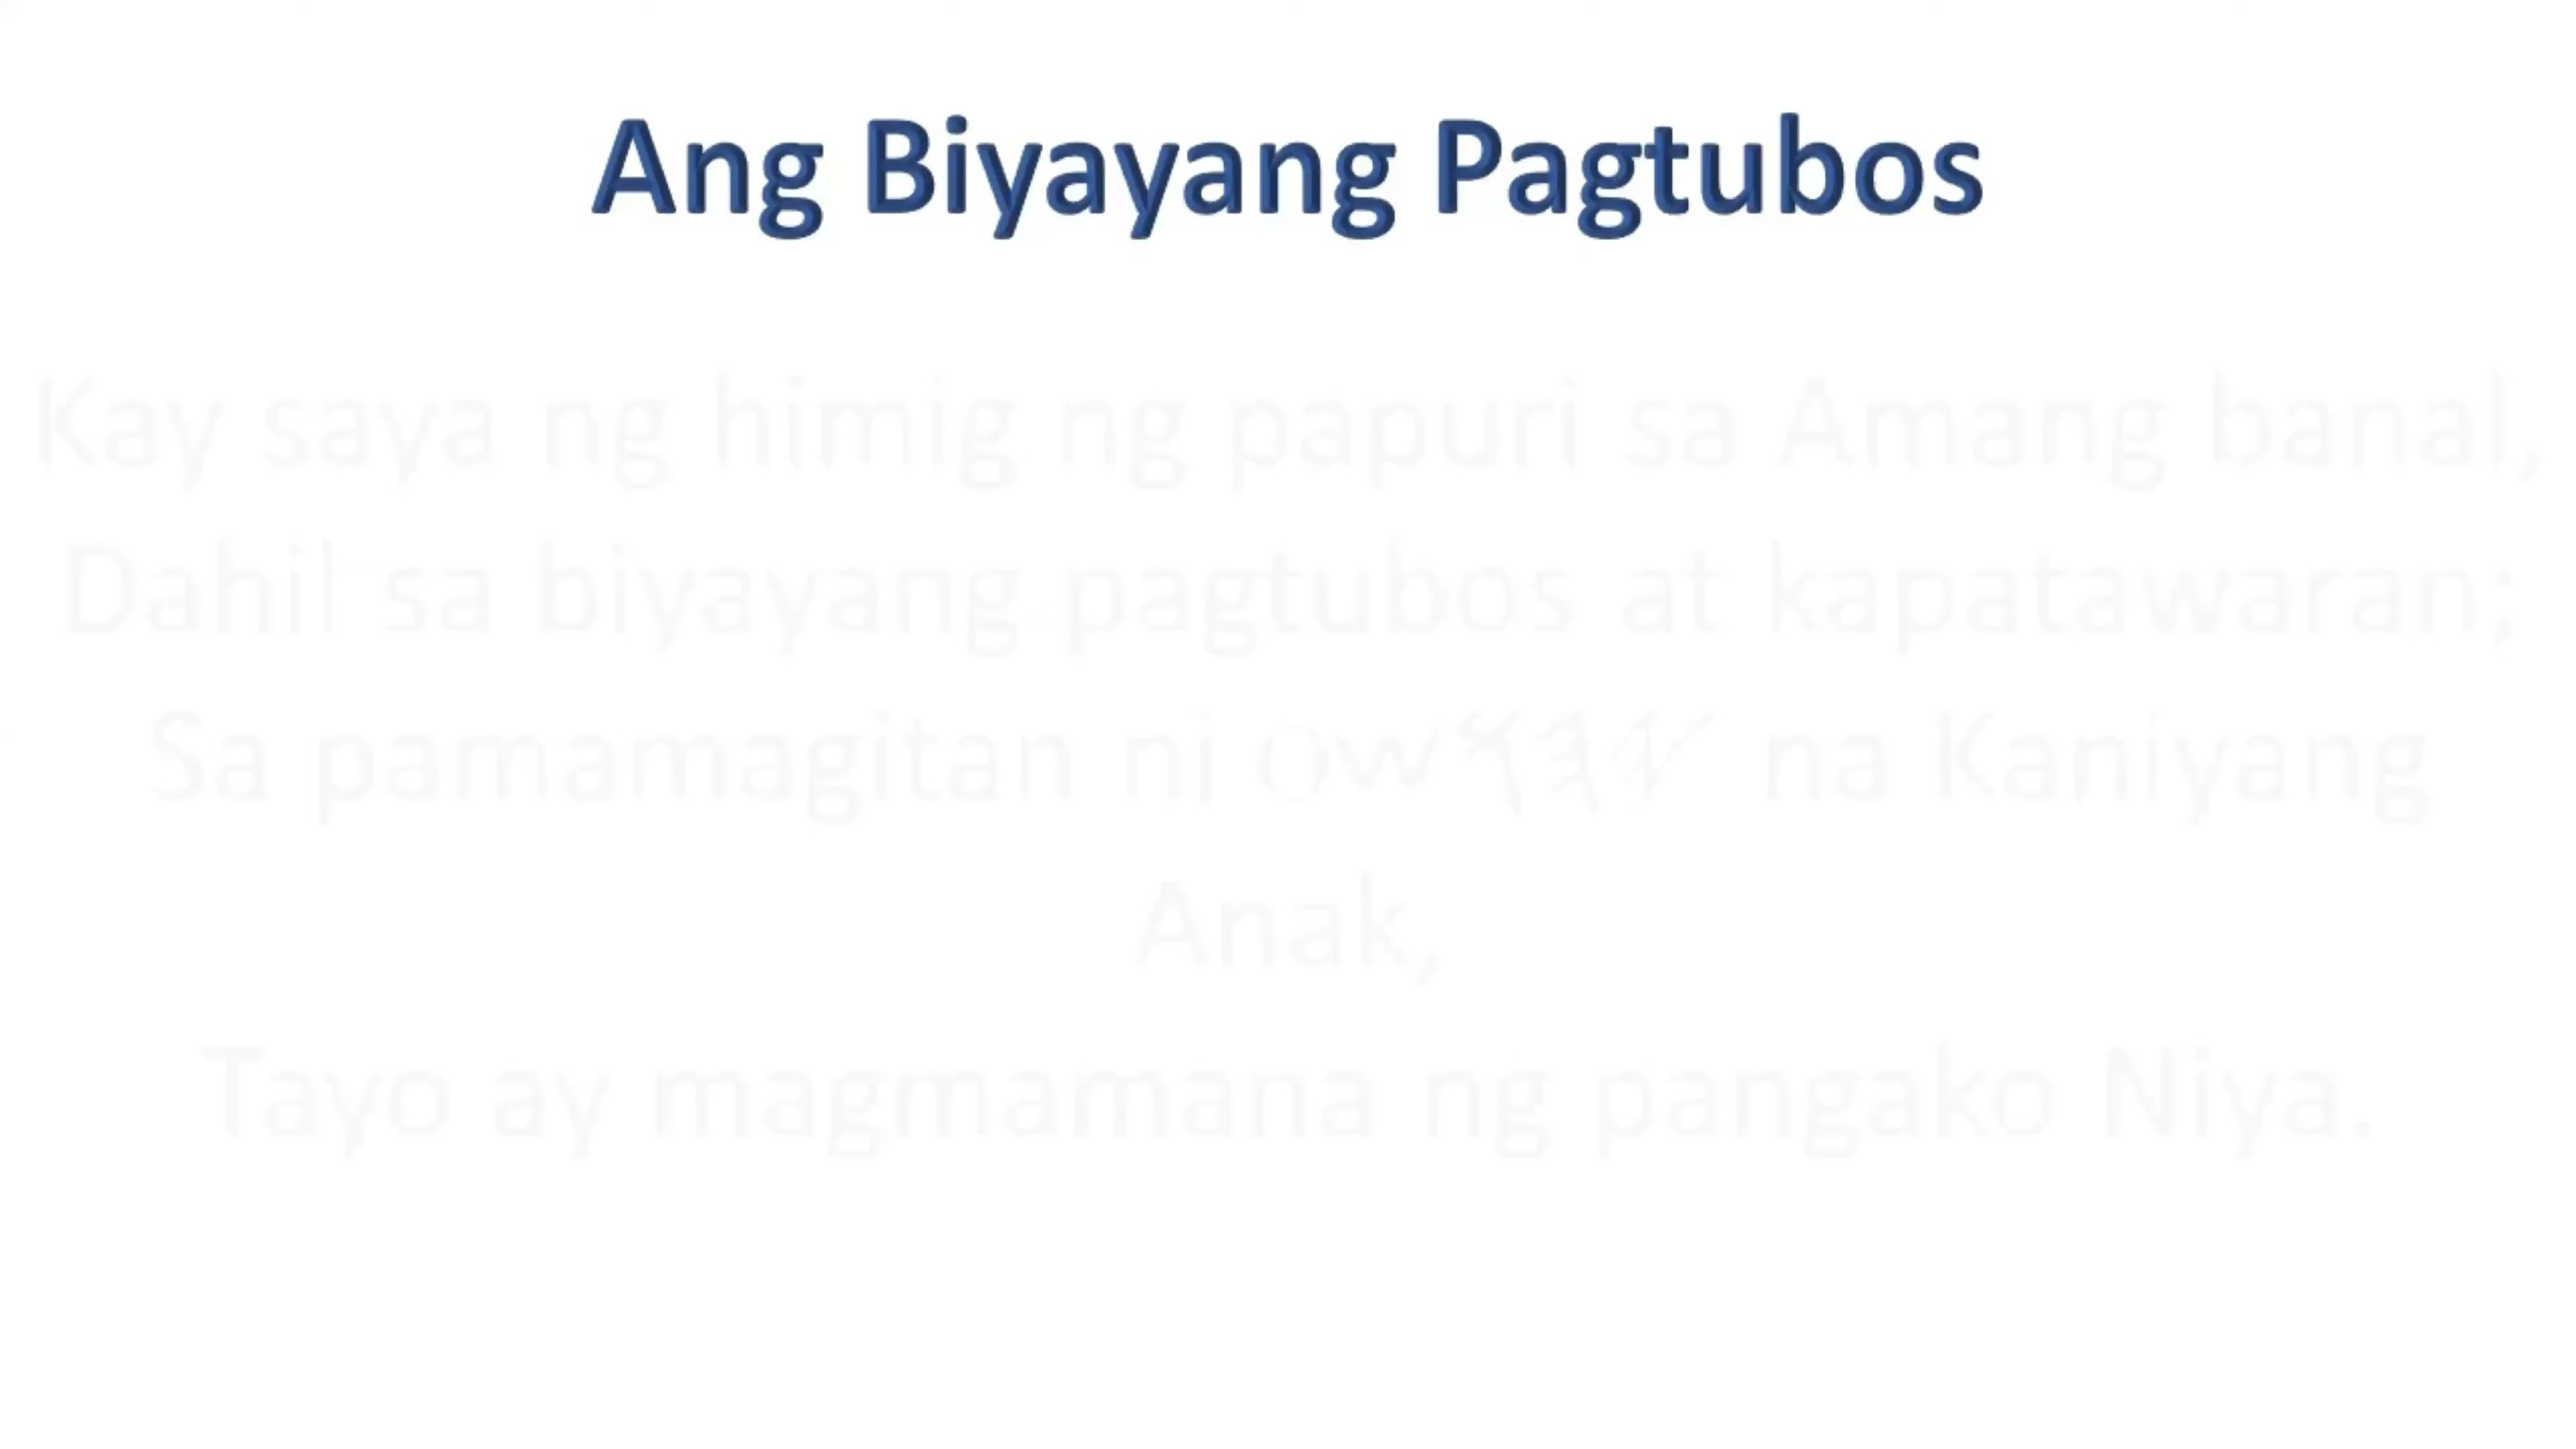 Ang Biyayang Pagtubos
Kay saya ng himig ng papuri sa Amang banal,
Dahil sa biyayang pagtubos at kapatawaran;
Sa pamamagitan ni na Kaniyang
Anak,
Tayo ay magmamana ng pangako Niya.